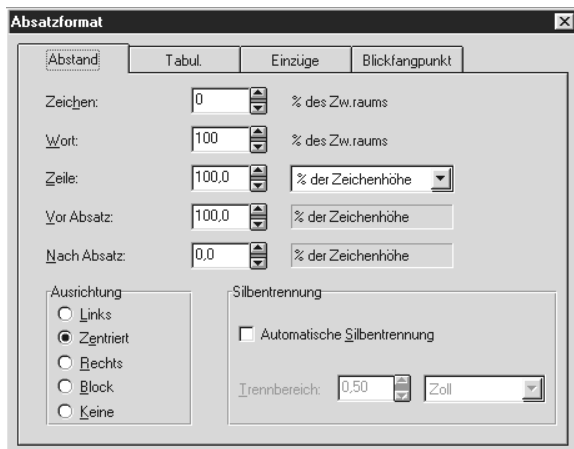 Absatzformat
Abstand Tabul. Einzüge Blickfangpunkt
Zeichen: 0 % des Zw.raums
Wort: 100 % des Zw.raums
Zeile: 100,0 % der Zeichenhöhe
Vor Absatz: 100,0 % der Zeichenhöhe
Nach Absatz: 0,0 % der Zeichenhöhe
Ausrichtung Silbentrennung
Links
Zentriert Automatische Silbentrennung
Rechts
Block Trennbereich: 0,50 Zoll
Keine